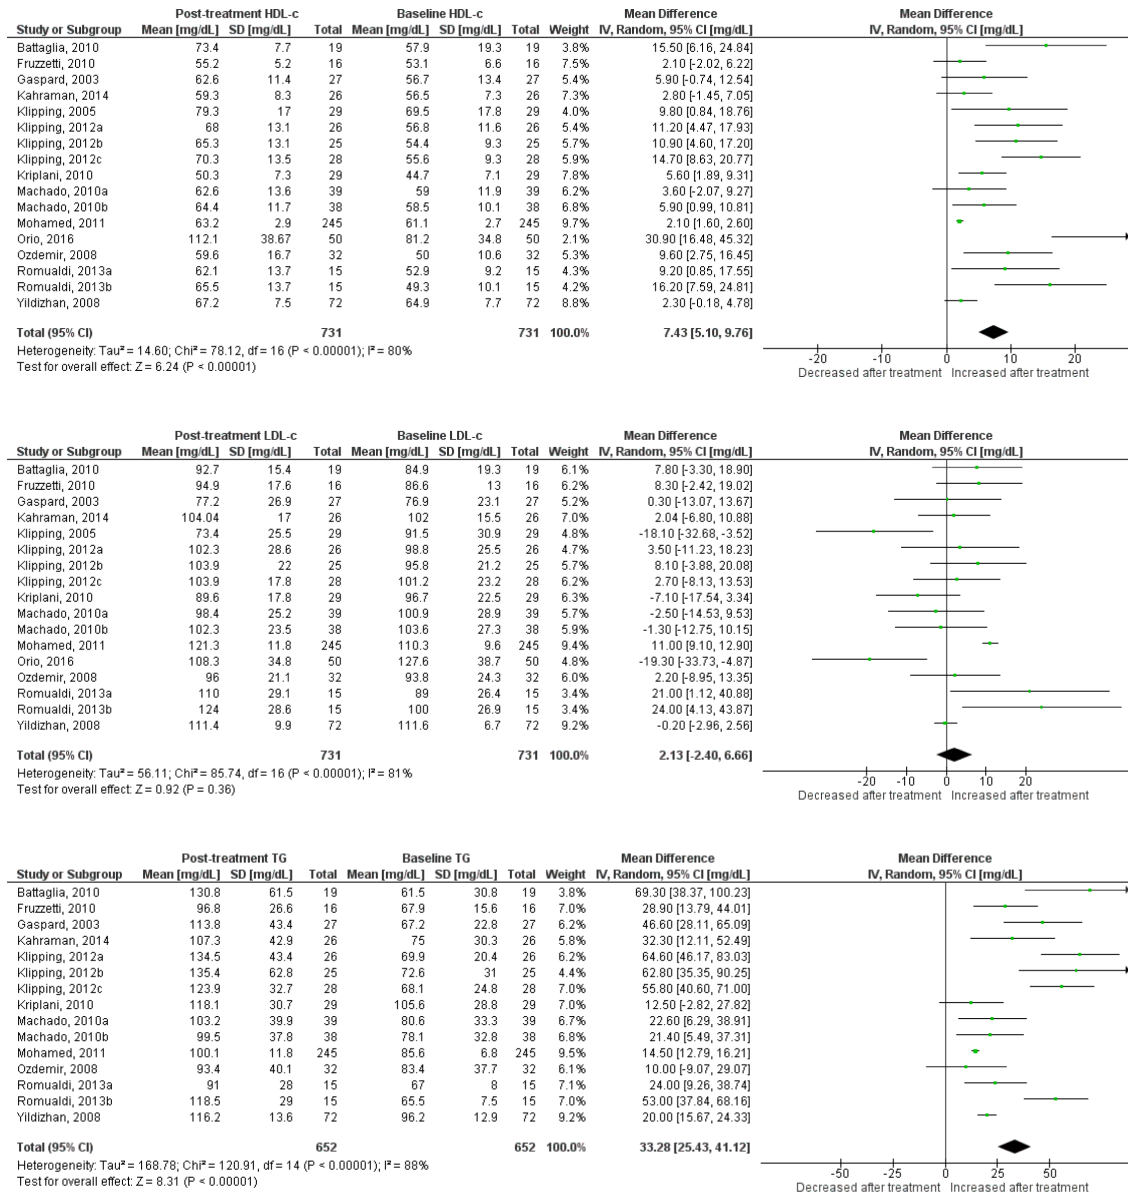 Post-treatment HDL-c Baseline HDL-c Mean Difference Mean Difference
Study or Subgroup Mean [mg/dL] SD [mg/dL] Total Mean [mg/dL] SD [mg/dL] Total Weight IV, Random, 95% CI [mg/dL] IV, Random, 95% CI [mg/dL]
Battaglia, 2010 73.4 7.7 19 57.9 19.3 19 3.8% 15.50 [6.16, 24.84]
Fruzzetti, 2010 55.2 5.2 16 53.1 6.6 16 7.5% 2.10 [-2.02, 6.22]
Gaspard, 2003 62.6 11.4 27 56.7 13.4 27 5.5% 5.90 [-0.74, 12.54]
Kahraman, 2014 59.3 8.3 26 56.5 7.3 26 7.3% 2.80 [-1.45, 7.05]
Klipping, 2005 79.3 17 29 69.5 17.8 29 4.0% 9.80 [0.84, 18.76]
Klipping, 2012a 68 13.1 26 56.8 11.6 26 5.4% 11.20 [4.47, 17.93]
Klipping, 2012b 65.3 13.1 25 54.4 9.3 25 5.7% 10.90 [4.60, 17.20]
Klipping, 2012c 70.3 13.5 28 55.6 9.3 28 5.9% 14.70 [8.63, 20.77]
Kriplani, 2010 50.3 7.3 29 44.7 7.1 29 7.8% 5.60 [1.89, 9.31]
Machado, 2010a 62.6 13.6 39 59 11.9 39 6.2% 3.60 [-2.07, 9.27]
Machado, 2010b 64.4 11.7 38 58.5 10.1 38 6.8% 5.90 [0.99, 10.81]
Mohamed, 2011 63.2 2.9 245 61.1 2.7 245 9.7% 2.10 [1.60, 2.60]
Orio, 2016 112.1 38.67 50 81.2 34.8 50 2.1% 30.90 [16.48, 45.32]
Ozdemir, 2008 59.6 16.7 32 50 10.6 32 5.3% 9.60 [2.75, 16.45]
Romualdi, 2013a 62.1 13.7 15 52.9 9.2 15 4.3% 9.20 [0.85, 17.55]
Romualdi, 2013b 65.5 13.7 15 49.3 10.1 15 4.2% 16.20 [7.59, 24.81]
Yildizhan, 2008 67.2 7.5 72 64.9 7.7 72 8.8% 2.30 [-0.18, 4.78]
Total (95% CI) 731 731 100.0% 7.43 [5.10, 9.76]
Heterogeneity: Tau² = 14.60; Chi² = 78.12, df = 16 (P < 0.00001); I² = 80%
Test for overall effect: Z = 6.24 (P < 0.00001)
-20 -10 0 10 20
Decreased after treatment Increased after treatment
Post-treatment LDL-c Baseline LDL-c Mean Difference Mean Difference
Study or Subgroup Mean [mg/dL] SD [mg/dL] Total Mean [mg/dL] SD [mg/dL] Total Weight IV, Random, 95% CI [mg/dL] IV, Random, 95% CI [mg/dL]
Battaglia, 2010 92.7 15.4 19 84.9 19.3 19 6.1% 7.80 [-3.30, 18.90]
Fruzzetti, 2010 94.9 17.6 16 86.6 13 16 6.2% 8.30 [-2.42, 19.02]
Gaspard, 2003 77.2 26.9 27 76.9 23.1 27 5.2% 0.30 [-13.07, 13.67]
Kahraman, 2014 104.04 17 26 102 15.5 26 7.0% 2.04 [-6.80, 10.88]
Klipping, 2005 73.4 25.5 29 91.5 30.9 29 4.8% -18.10 [-32.68, -3.52]
Klipping, 2012a 102.3 28.6 26 98.8 25.5 26 4.7% 3.50 [-11.23, 18.23]
Klipping, 2012b 103.9 22 25 95.8 21.2 25 5.7% 8.10 [-3.88, 20.08]
Klipping, 2012c 103.9 17.8 28 101.2 23.2 28 6.2% 2.70 [-8.13, 13.53]
Kriplani, 2010 89.6 17.8 29 96.7 22.5 29 6.3% -7.10 [-17.54, 3.34]
Machado, 2010a 98.4 25.2 39 100.9 28.9 39 5.7% -2.50 [-14.53, 9.53]
Machado, 2010b 102.3 23.5 38 103.6 27.3 38 5.9% -1.30 [-12.75, 10.15]
Mohamed, 2011 121.3 11.8 245 110.3 9.6 245 9.4% 11.00 [9.10, 12.90]
Orio, 2016 108.3 34.8 50 127.6 38.7 50 4.8% -19.30 [-33.73, -4.87]
Ozdemir, 2008 96 21.1 32 93.8 24.3 32 6.0% 2.20 [-8.95, 13.35]
Romualdi, 2013a 110 29.1 15 89 26.4 15 3.4% 21.00 [1.12, 40.88]
Romualdi, 2013b 124 28.6 15 100 26.9 15 3.4% 24.00 [4.13, 43.87]
Yildizhan, 2008 111.4 9.9 72 111.6 6.7 72 9.2% -0.20 [-2.96, 2.56]
Total (95% CI) 731 731 100.0% 2.13 [-2.40, 6.66]
Heterogeneity: Tau² = 56.11; Chi² = 85.74, df = 16 (P < 0.00001); I² = 81%
Test for overall effect: Z = 0.92 (P = 0.36)
-20 -10 0 10 20
Decreased after treatment Increased after treatment
Post-treatment TG Baseline TG Mean Difference Mean Difference
Study or Subgroup Mean [mg/dL] SD [mg/dL] Total Mean [mg/dL] SD [mg/dL] Total Weight IV, Random, 95% CI [mg/dL] IV, Random, 95% CI [mg/dL]
Battaglia, 2010 130.8 61.5 19 61.5 30.8 19 3.8% 69.30 [38.37, 100.23]
Fruzzetti, 2010 96.8 26.6 16 67.9 15.6 16 7.0% 28.90 [13.79, 44.01]
Gaspard, 2003 113.8 43.4 27 67.2 22.8 27 6.2% 46.60 [28.11, 65.09]
Kahraman, 2014 107.3 42.9 26 75 30.3 26 5.8% 32.30 [12.11, 52.49]
Klipping, 2012a 134.5 43.4 26 69.9 20.4 26 6.2% 64.60 [46.17, 83.03]
Klipping, 2012b 135.4 62.8 25 72.6 31 25 4.4% 62.80 [35.35, 90.25]
Klipping, 2012c 123.9 32.7 28 68.1 24.8 28 7.0% 55.80 [40.60, 71.00]
Kriplani, 2010 118.1 30.7 29 105.6 28.8 29 7.0% 12.50 [-2.82, 27.82]
Machado, 2010a 103.2 39.9 39 80.6 33.3 39 6.7% 22.60 [6.29, 38.91]
Machado, 2010b 99.5 37.8 38 78.1 32.8 38 6.8% 21.40 [5.49, 37.31]
Mohamed, 2011 100.1 11.8 245 85.6 6.8 245 9.5% 14.50 [12.79, 16.21]
Ozdemir, 2008 93.4 40.1 32 83.4 37.7 32 6.1% 10.00 [-9.07, 29.07]
Romualdi, 2013a 91 28 15 67 8 15 7.1% 24.00 [9.26, 38.74]
Romualdi, 2013b 118.5 29 15 65.5 7.5 15 7.0% 53.00 [37.84, 68.16]
Yildizhan, 2008 116.2 13.6 72 96.2 12.9 72 9.2% 20.00 [15.67, 24.33]
Total (95% CI) 652 652 100.0% 33.28 [25.43, 41.12]
Heterogeneity: Tau² = 168.78; Chi² = 120.91, df = 14 (P < 0.00001); I² = 88%
Test for overall effect: Z = 8.31 (P < 0.00001)
-50 -25 0 25 50
Decreased after treatment Increased after treatment